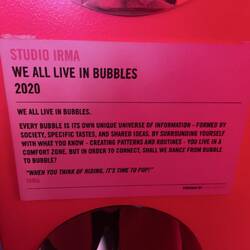 STUDIO IRMA
WE ALL LIVE IN BUBBLES
2020
WE ALL LIVE IN BUBBLES.
EVERY BUBBLE IS ITS OWN UNIQUE UNIVERSE OF INFORMATION - FORMED BY
SOCIETY, SPECIFIC TASTES, AND SHARED IDEAS. BY SURROUNDING YOURSELF
WITH WHAT YOU KNOW - CREATING PATTERNS AND ROUTINES - YOU LIVE IN A
COMFORT ZONE. BUT IN ORDER TO CONNECT, SHALL WE DANCE FROM BUBBLE
TO BUBBLE?
"WHEN YOU THINK OF HIDING, IT'S TIME TO POP!"
IRMA